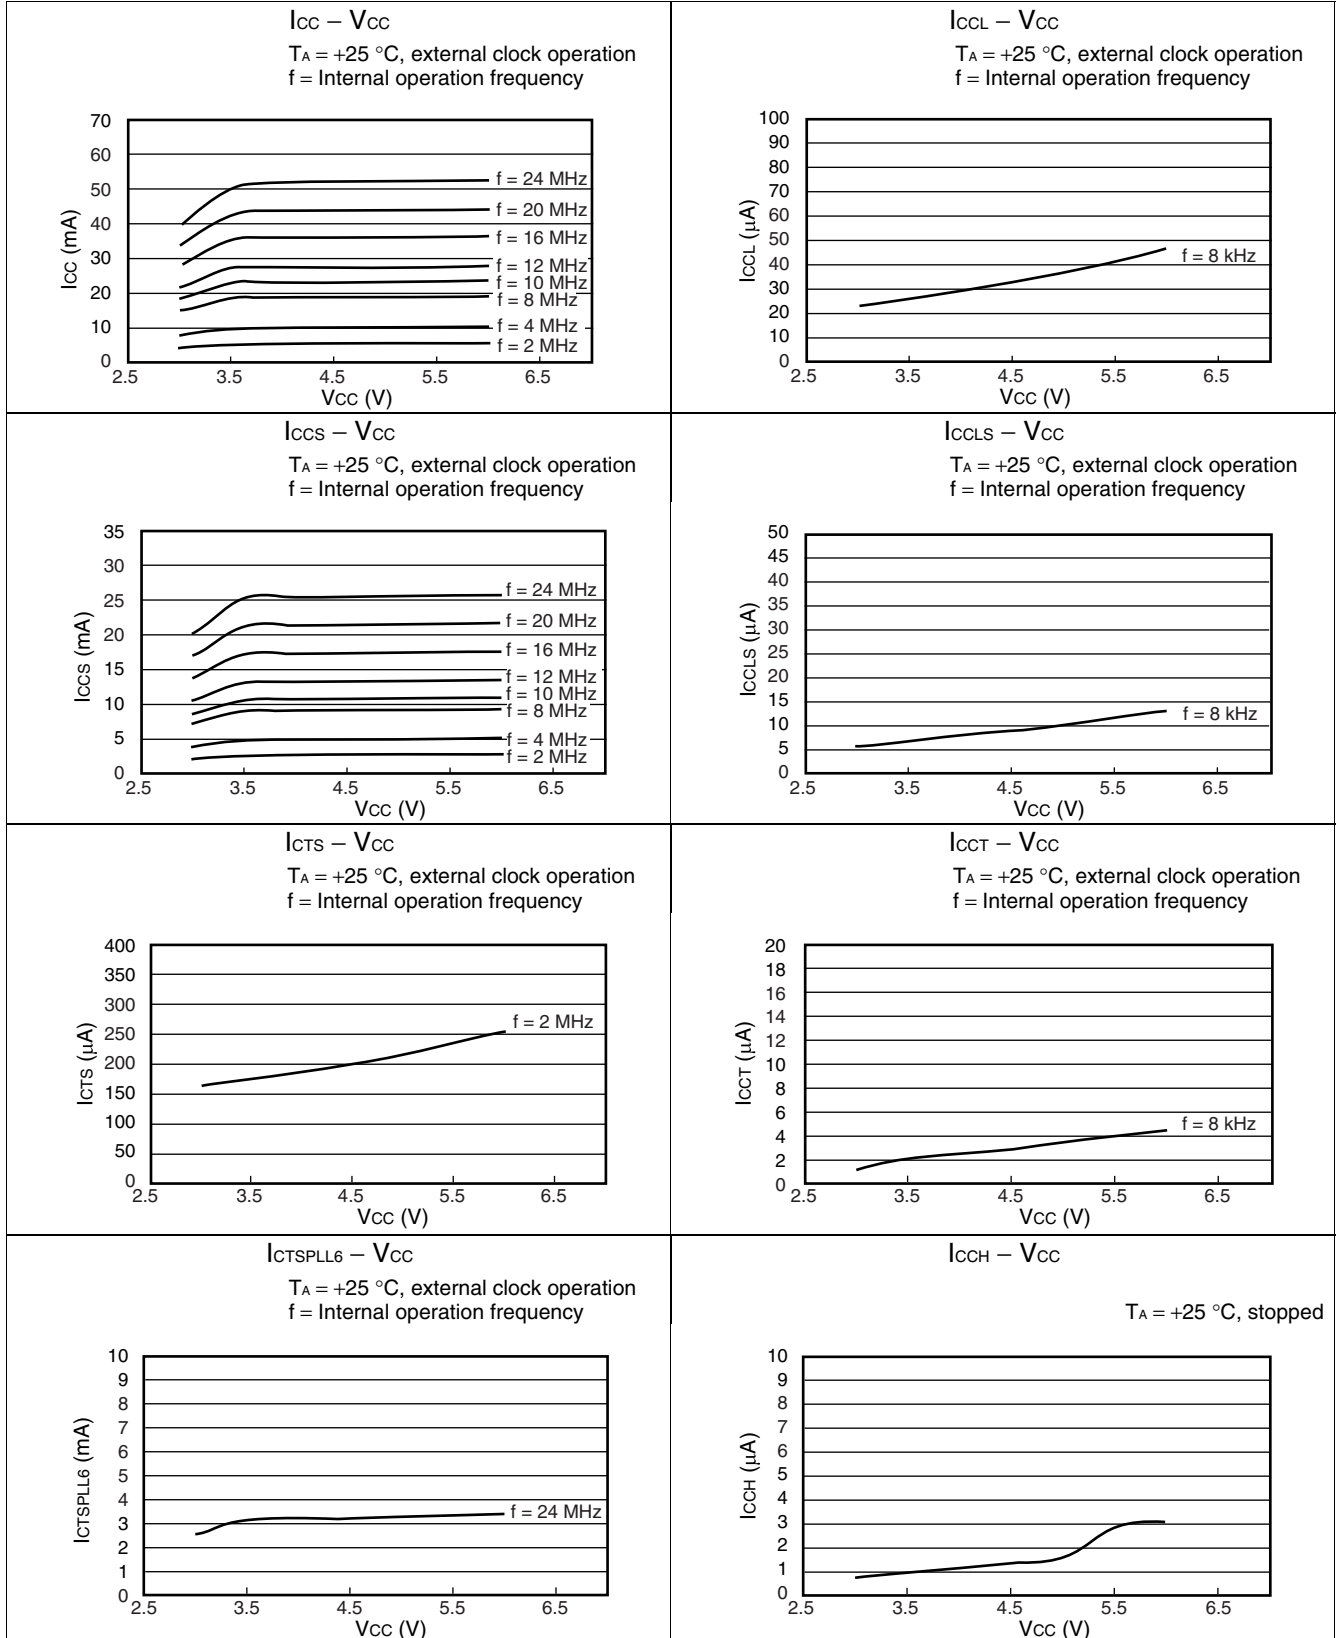 ICC – VCC
TA = +25 °C, external clock operation
f = Internal operation frequency
70
60
50
40
30
20
10
0
ICC (mA)
f = 24 MHz
f = 20 MHz
f = 16 MHz
f = 12 MHz
f = 10 MHz
f = 8 MHz
f = 4 MHz
f = 2 MHz
2.5 3.5 4.5 5.5 6.5
VCC (V)
ICCL – VCC
TA = +25 °C, external clock operation
f = Internal operation frequency
100
90
80
70
60
50
40
30
20
10
0
ICCL (μA)
f = 8 kHz
2.5 3.5 4.5 5.5 6.5
VCC (V)
ICCS – VCC
TA = +25 °C, external clock operation
f = Internal operation frequency
35
30
25
20
15
10
5
0
ICCS (mA)
f = 24 MHz
f = 20 MHz
f = 16 MHz
f = 12 MHz
f = 10 MHz
f = 8 MHz
f = 4 MHz
f = 2 MHz
2.5 3.5 4.5 5.5 6.5
VCC (V)
ICCLS – VCC
TA = +25 °C, external clock operation
f = Internal operation frequency
50
45
40
35
30
25
20
15
10
5
0
ICCLS (μA)
f = 8 kHz
2.5 3.5 4.5 5.5 6.5
VCC (V)
ICTS – VCC
TA = +25 °C, external clock operation
f = Internal operation frequency
400
350
300
250
200
150
100
50
0
ICTS (μA)
f = 2 MHz
2.5 3.5 4.5 5.5 6.5
VCC (V)
ICCT – VCC
TA = +25 °C, external clock operation
f = Internal operation frequency
20
18
16
14
12
10
8
6
4
2
0
ICCT (μA)
f = 8 kHz
2.5 3.5 4.5 5.5 6.5
VCC (V)
ICTSPLL6 – VCC
TA = +25 °C, external clock operation
f = Internal operation frequency
10
9
8
7
6
5
4
3
2
1
0
ICTSPLL6 (mA)
f = 24 MHz
2.5 3.5 4.5 5.5 6.5
VCC (V)
ICCH – VCC
TA = +25 °C, stopped
10
9
8
7
6
5
4
3
2
1
0
ICCH (μA)
2.5 3.5 4.5 5.5 6.5
VCC (V)